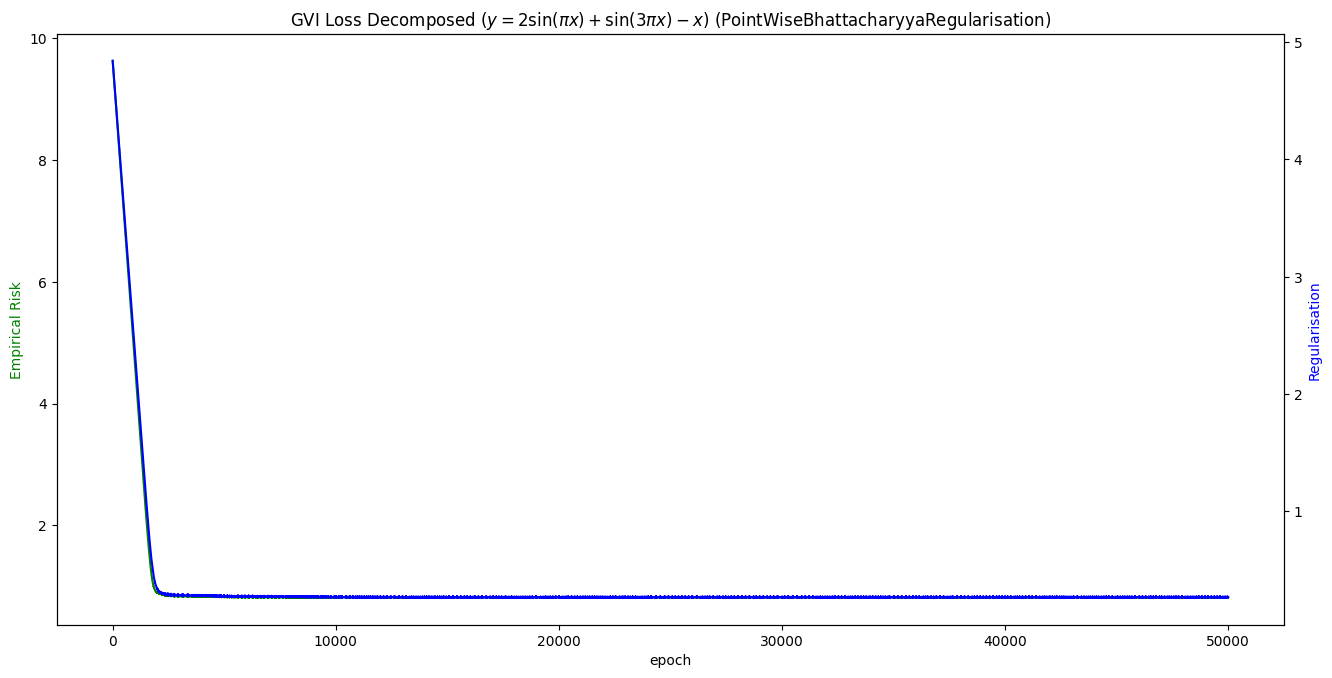 GVI Loss Decomposed (y = 2sin(πx) + sin(3πx) − x) (PointWiseBhattacharyyaRegularisation)
10
8
6
4
2
Empirical Risk
5
4
3
2
1
Regularisation
0 10000 20000 30000 40000 50000
epoch